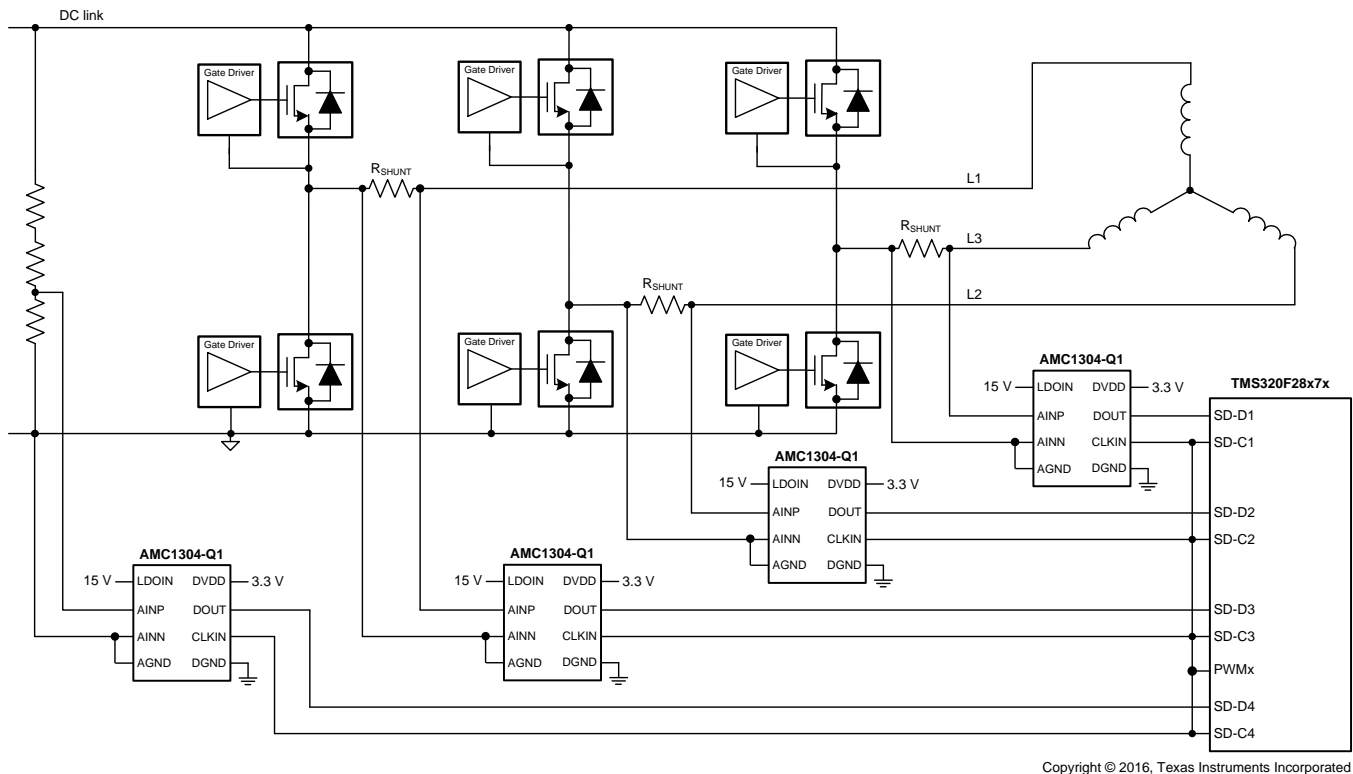 DC link
Gate Driver
Gate Driver
Gate Driver
RSHUNT
L1
RSHUNT
L3
RSHUNT
L2
Gate Driver
Gate Driver
Gate Driver
AMC1304-Q1
15 V
LDOIN DVDD
3.3 V
AINP DOUT
AINN CLKIN
AGND DGND
TMS320F28x7x
SD-D1
SD-C1
SD-D2
SD-C2
SD-D3
SD-C3
PWMx
SD-D4
SD-C4
AMC1304-Q1
15 V
LDOIN DVDD
3.3 V
AINP DOUT
AINN CLKIN
AGND DGND
AMC1304-Q1
15 V
LDOIN DVDD
3.3 V
AINP DOUT
AINN CLKIN
AGND DGND
AMC1304-Q1
15 V
LDOIN DVDD
3.3 V
AINP DOUT
AINN CLKIN
AGND DGND
Copyright © 2016, Texas Instruments Incorporated